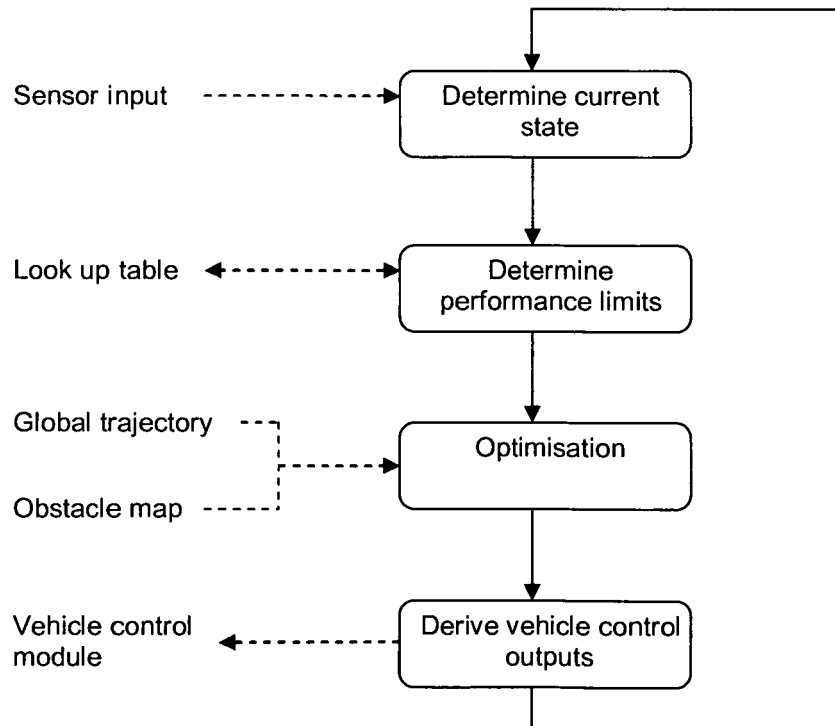 Sensor input
Determine current
state
Look up table
Determine
performance limits
Global trajectory
Optimisation
Obstacle map
Vehicle control
module
Derive vehicle control
outputs